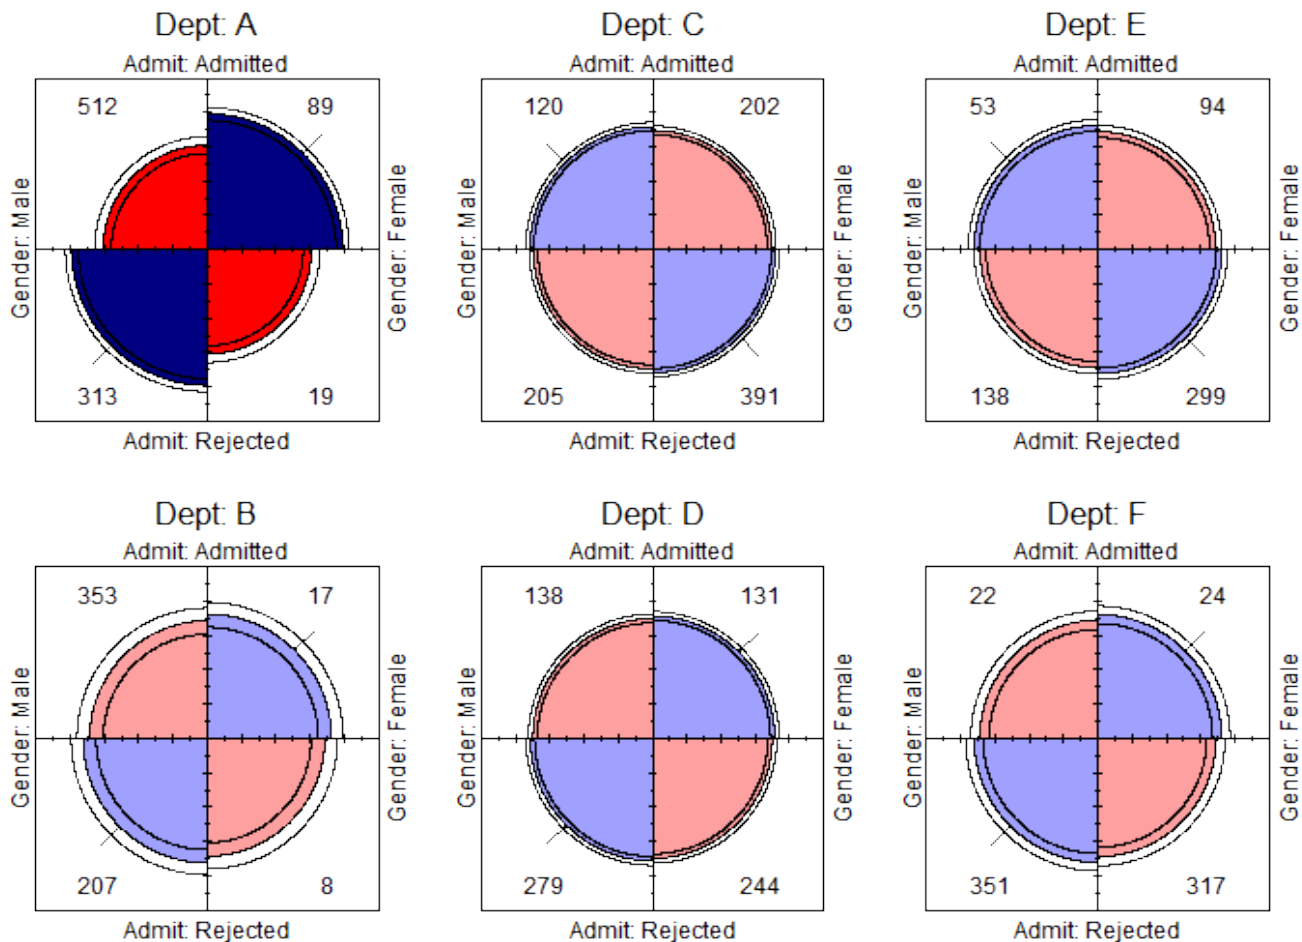 Dept: A
Admit: Admitted
512 89
Gender: Male
Gender: Female
313 19
Admit: Rejected
Dept: C
Admit: Admitted
120 202
Gender: Male
Gender: Female
205 391
Admit: Rejected
Dept: E
Admit: Admitted
53 94
Gender: Male
Gender: Female
138 299
Admit: Rejected
Dept: B
Admit: Admitted
353 17
Gender: Male
Gender: Female
207 8
Admit: Rejected
Dept: D
Admit: Admitted
138 131
Gender: Male
Gender: Female
279 244
Admit: Rejected
Dept: F
Admit: Admitted
22 24
Gender: Male
Gender: Female
351 317
Admit: Rejected